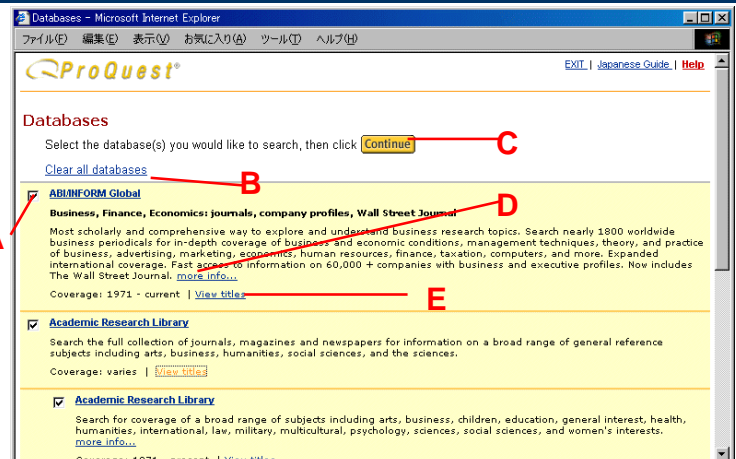 Databases - Microsoft Internet Explorer
ファイル(F) 編集(E) 表示(V) お気に入り(A) ツール(T) ヘルプ(H)
ProQuest®
EXIT | Japanese Guide | Help
Databases
Select the database(s) you would like to search, then click Continue
C
Clear all databases
B
A
ABI/INFORM Global
D
Business, Finance, Economics: journals, company profiles, Wall Street Journal
Most scholarly and comprehensive way to explore and understand business research topics. Search nearly 1800 worldwide
business periodicals for in-depth coverage of business and economic conditions, management techniques, theory, and practice
of business, advertising, marketing, economics, human resources, finance, taxation, computers, and more. Expanded
international coverage. Fast access to information on 60,000 + companies with business and executive profiles. Now includes
The Wall Street Journal. more info...
Coverage: 1971 - current | View titles
E
Academic Research Library
Search the full collection of journals, magazines and newspapers for information on a broad range of general reference
subjects including arts, business, humanities, social sciences, and the sciences.
Coverage: varies | View titles
Academic Research Library
Search for coverage of a broad range of subjects including arts, business, children, education, general interest, health,
humanities, international, law, military, multicultural, psychology, sciences, social sciences, and women's interests.
more info...
Coverage: 1971 - present | View titles